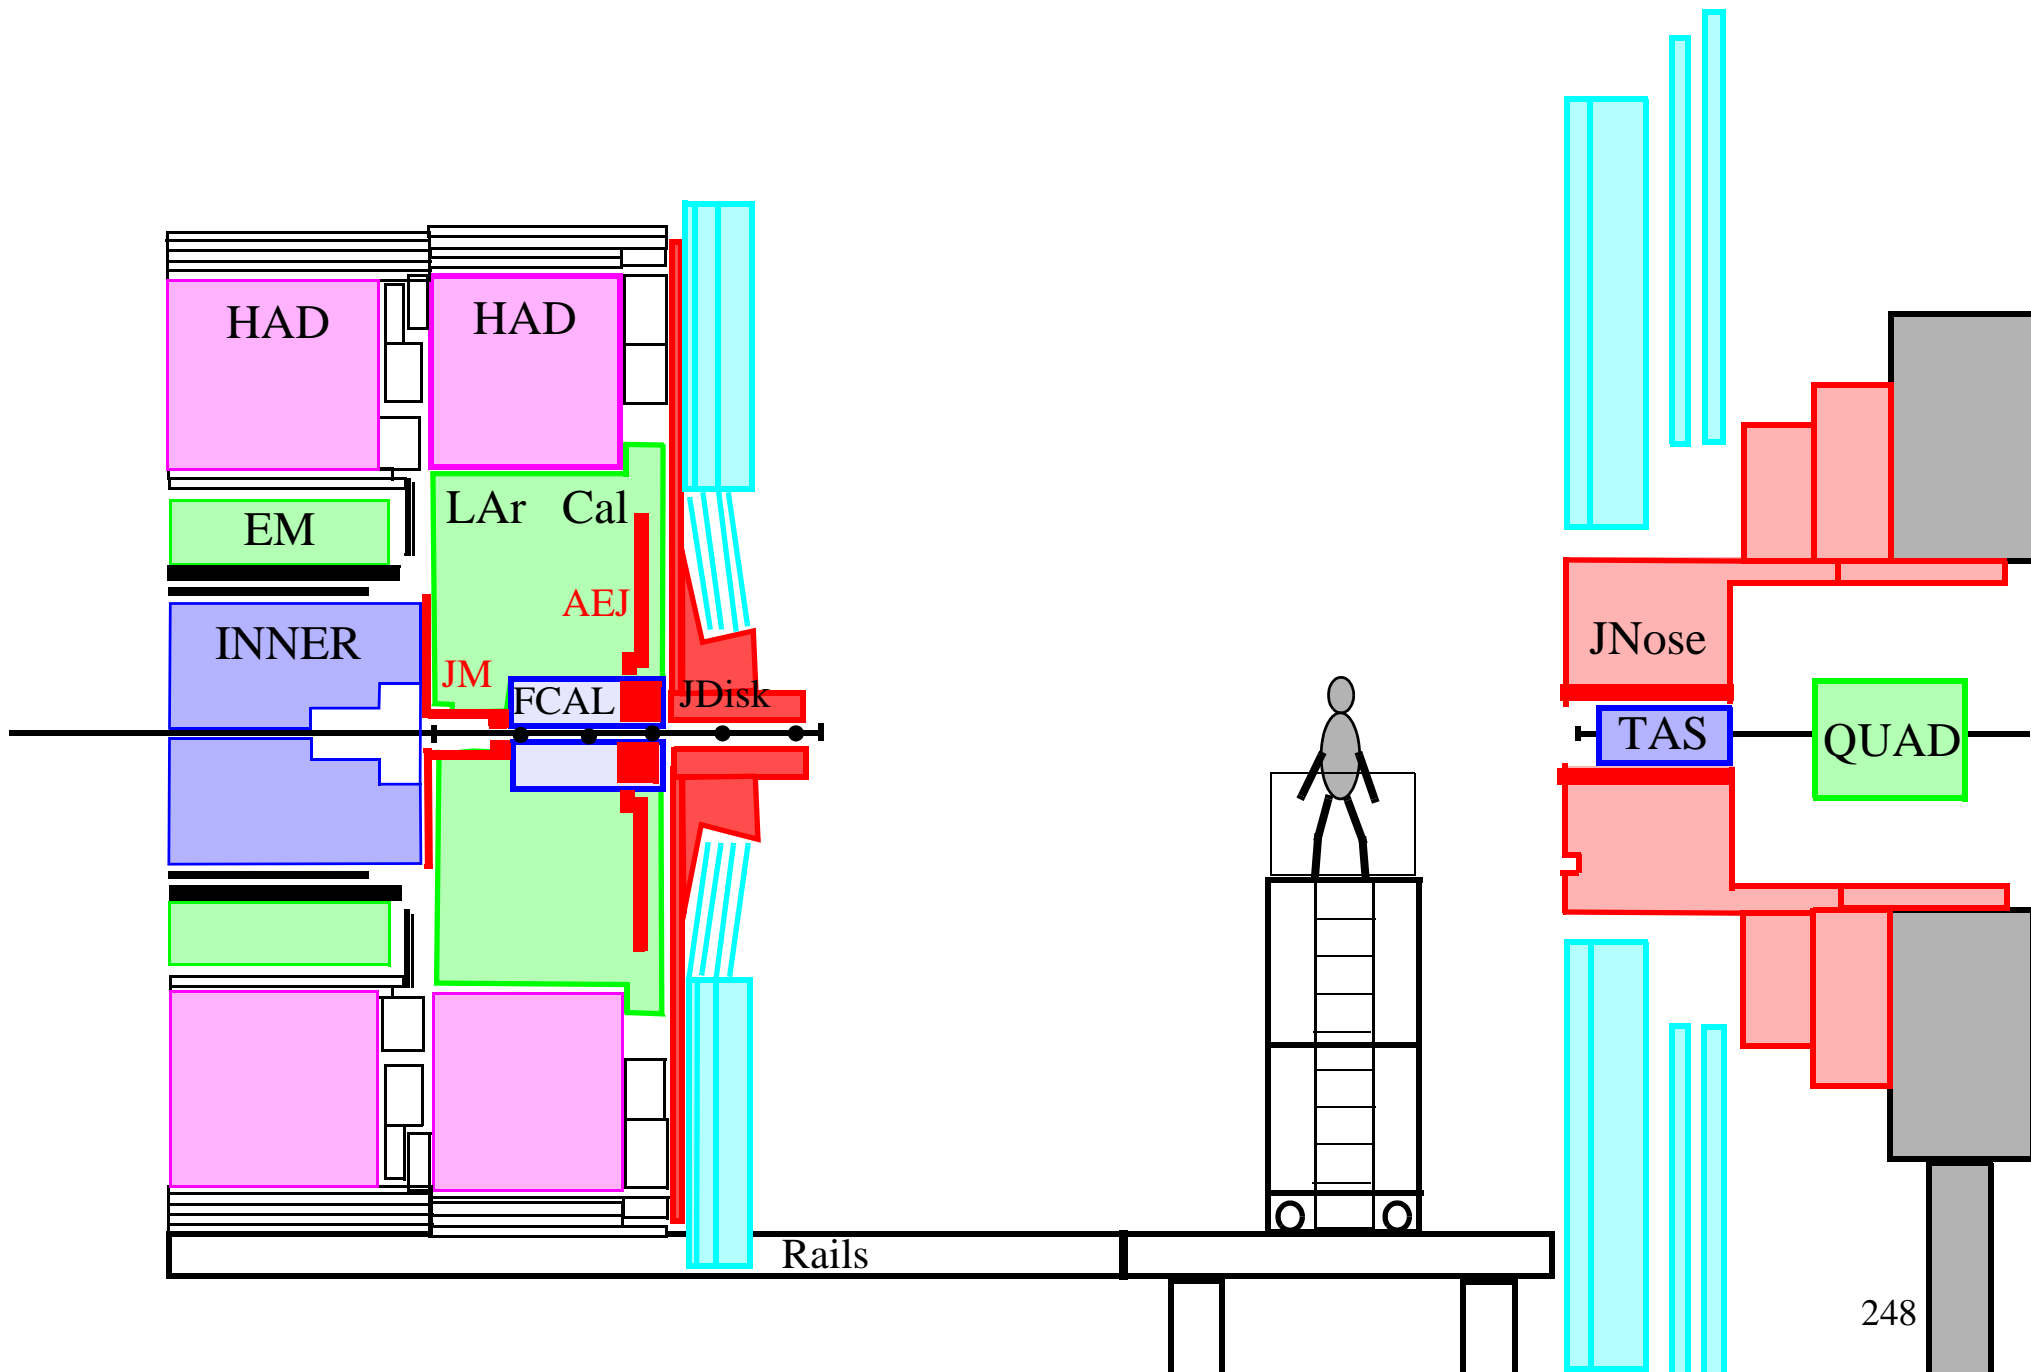 HAD
HAD
LAr Cal
EM
AEJ
INNER
JNose
JM
FCAL
JDisk
TAS
QUAD
Rails
248